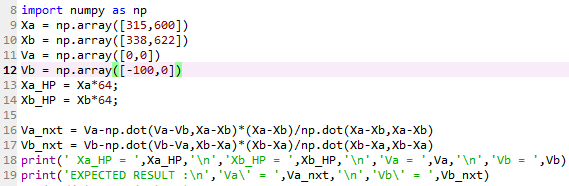 8 import numpy as np
9 Xa = np.array([315,600])
10 Xb = np.array([338,622])
11 Va = np.array([0,0])
12 Vb = np.array([-100,0])
13 Xa_HP = Xa*64;
14 Xb_HP = Xb*64;
15
16 Va_nxt = Va-np.dot(Va-Vb,Xa-Xb)*(Xa-Xb)/np.dot(Xa-Xb,Xa-Xb)
17 Vb_nxt = Vb-np.dot(Vb-Va,Xb-Xa)*(Xb-Xa)/np.dot(Xb-Xa,Xb-Xa)
18 print(' Xa_HP = ',Xa_HP,'\n','Xb_HP = ',Xb_HP,'\n','Va = ',Va,'\n','Vb = ',Vb)
19 print('EXPECTED RESULT :\n','Va\' = ',Va_nxt,'\n','Vb\' = ',Vb_nxt)